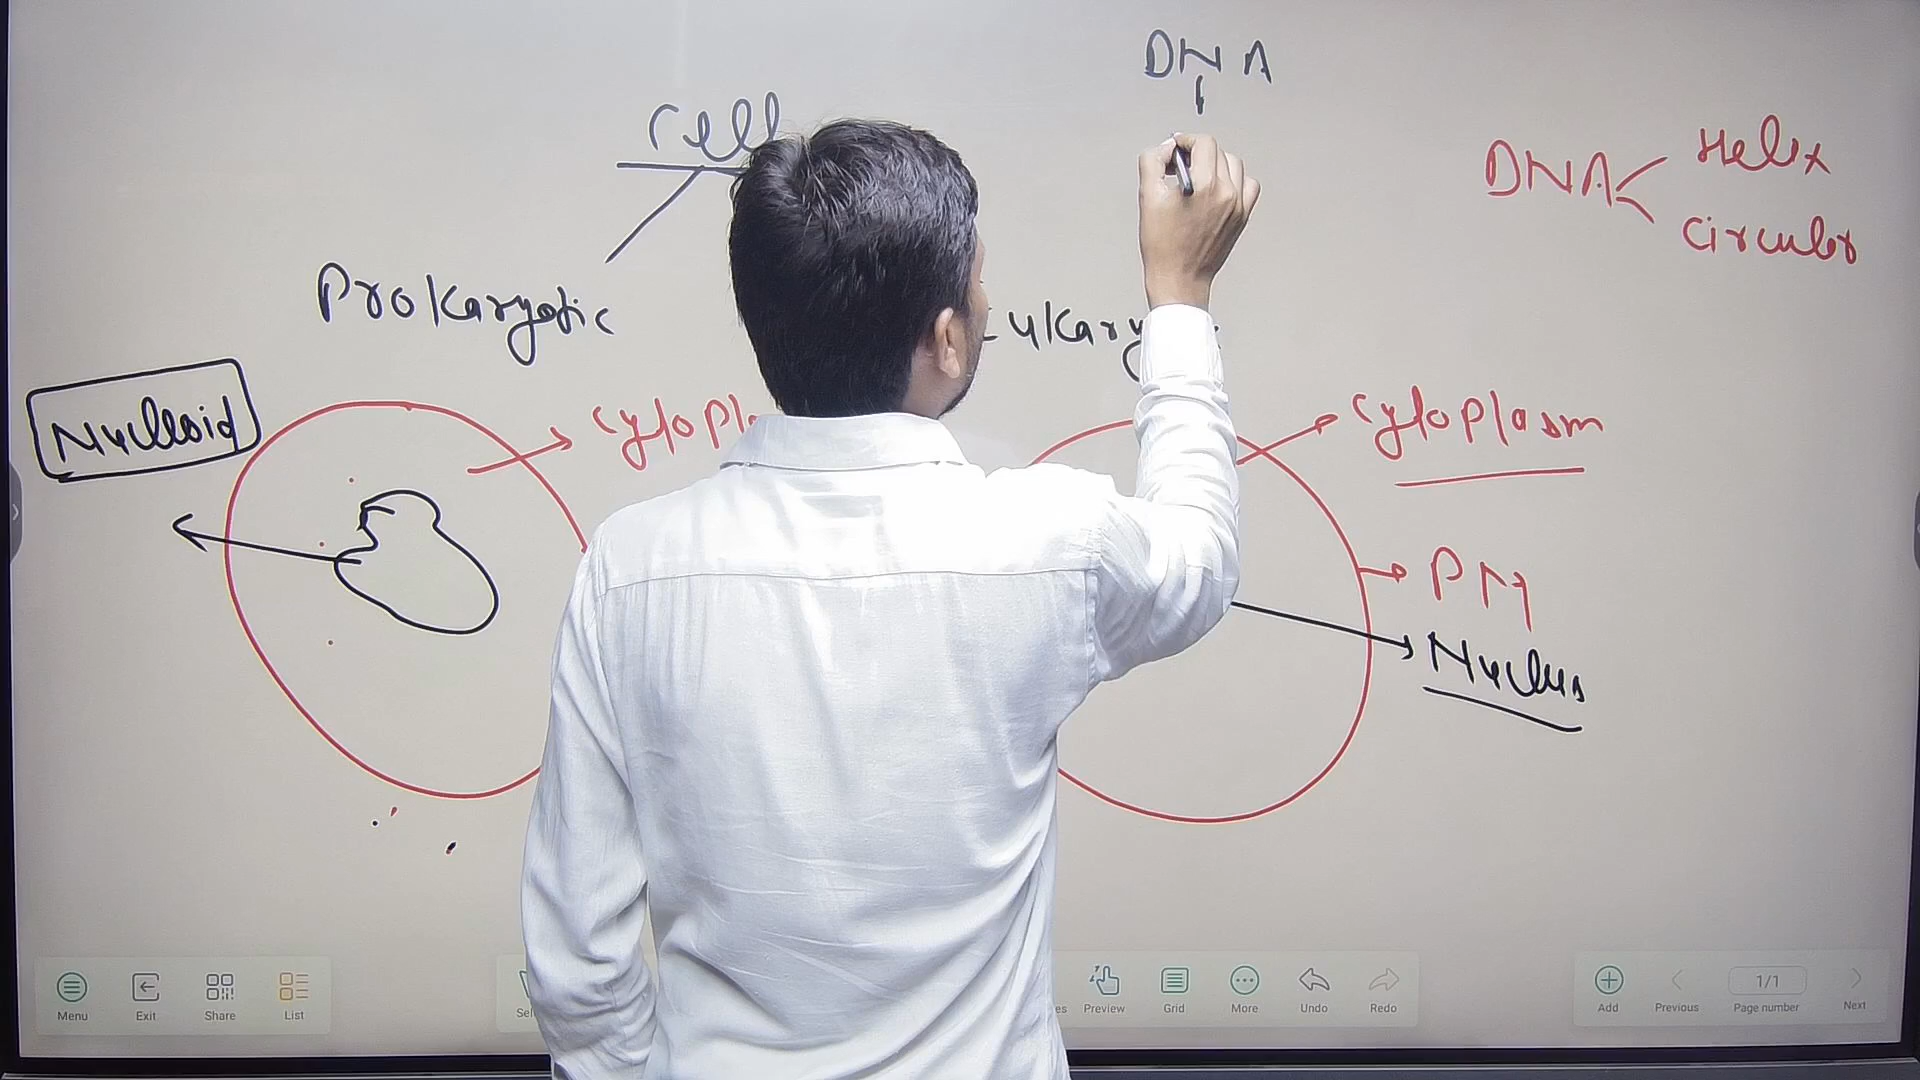 DNA
Cell
DNA
Helix
Circular
Prokaryotic
Nucleoid
Cytoplasm
PM
Nucleus
Menu
Exit
Share
List
Preview
Grid
More
Undo
Redo
Add
Previous
1/1
Page number
Next